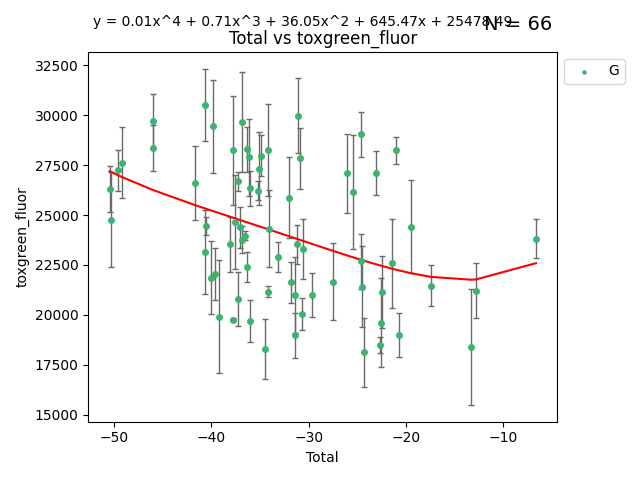 y = 0.01x^4 + 0.71x^3 + 36.05x^2 + 645.47x + 25478.49
N = 66
Total vs toxgreen_fluor
G
32500
30000
27500
25000
22500
20000
17500
15000
toxgreen_fluor
−50 −40 −30 −20 −10
Total